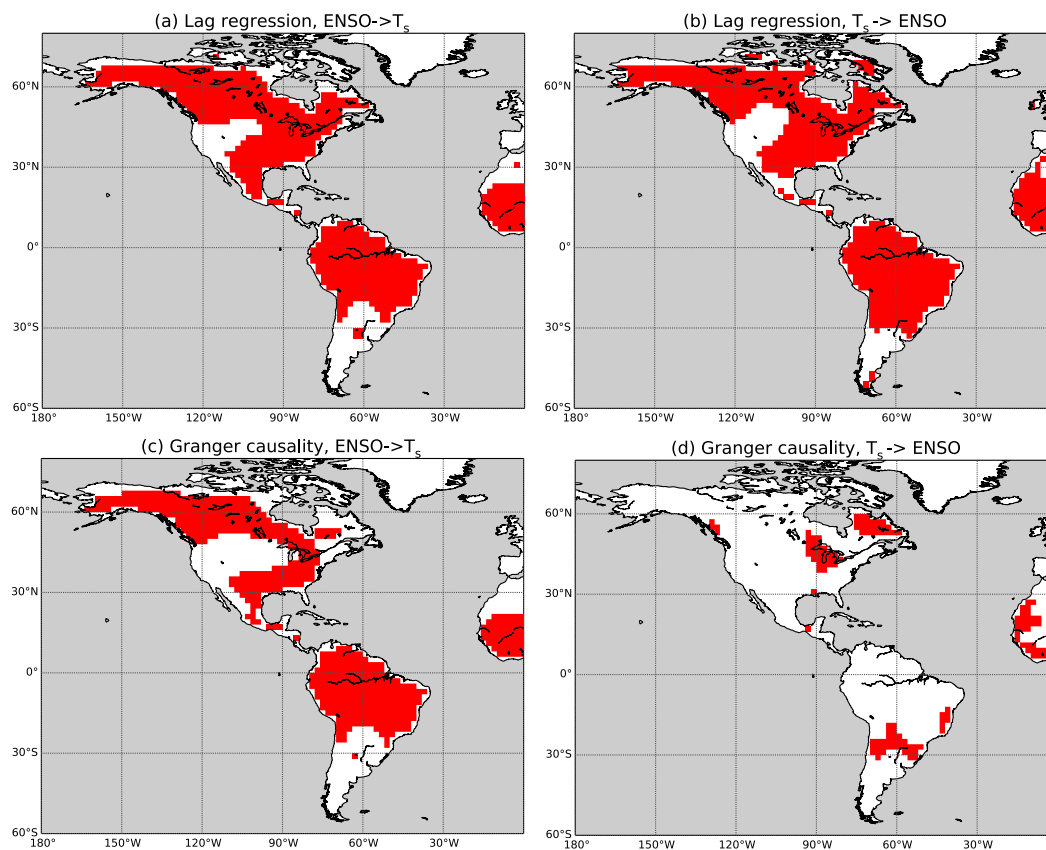 (a) Lag regression, ENSO->Ts
(b) Lag regression, Ts-> ENSO
60°N
60°N
30°N
30°N
0°
0°
30°S
30°S
60°S
60°S
180° 150°W 120°W 90°W 60°W 30°W
180° 150°W 120°W 90°W 60°W 30°W
(c) Granger causality, ENSO->Ts
(d) Granger causality, Ts-> ENSO
60°N
60°N
30°N
30°N
0°
0°
30°S
30°S
60°S
60°S
180° 150°W 120°W 90°W 60°W 30°W
180° 150°W 120°W 90°W 60°W 30°W